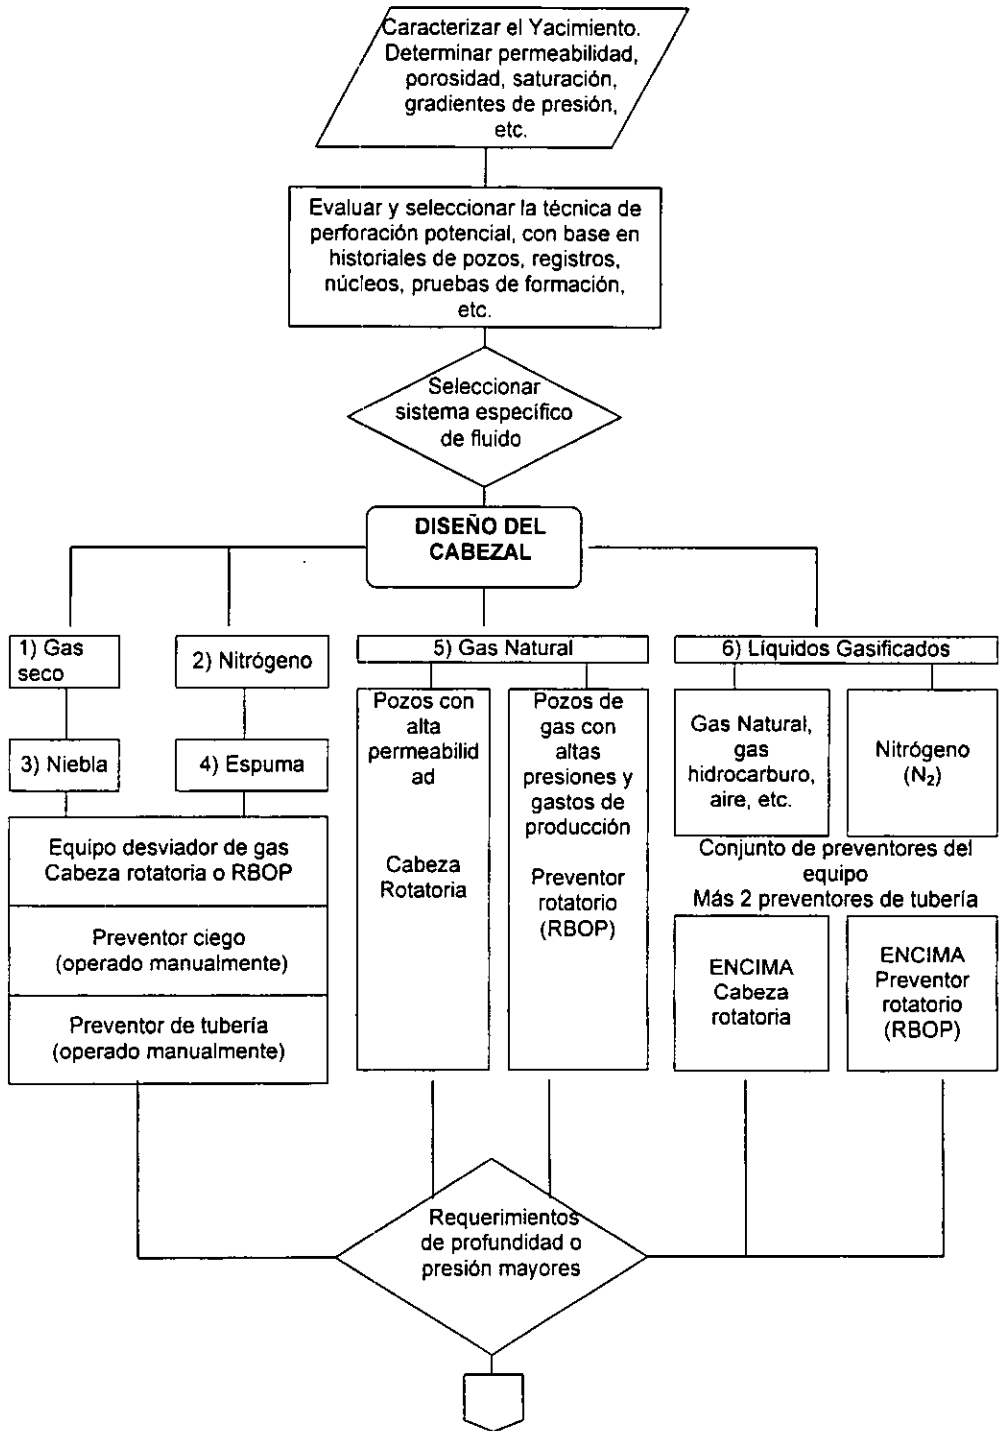 Caracterizar el Yacimiento.
Determinar permeabilidad,
porosidad, saturación,
gradientes de presión,
etc.
Evaluar y seleccionar la técnica de
perforación potencial, con base en
historiales de pozos, registros,
núcleos, pruebas de formación,
etc.
Seleccionar
sistema específico
de fluido
DISEÑO DEL
CABEZAL
1) Gas
seco
2) Nitrógeno
3) Niebla
4) Espuma
Equipo desviador de gas
Cabeza rotatoria o RBOP
Preventor ciego
(operado manualmente)
Preventor de tubería
(operado manualmente)
5) Gas Natural
Pozos con
alta
permeabilid
ad
Cabeza
Rotatoria
Pozos de
gas con
altas
presiones y
gastos de
producción
Preventor
rotatorio
(RBOP)
6) Líquidos Gasificados
Gas Natural,
gas
hidrocarburo,
aire, etc.
Nitrógeno
(N₂)
Conjunto de preventores del
equipo
Más 2 preventores de tubería
ENCIMA
Cabeza
rotatoria
ENCIMA
Preventor
rotatorio
(RBOP)
Requerimientos
de profundidad o
presión mayores